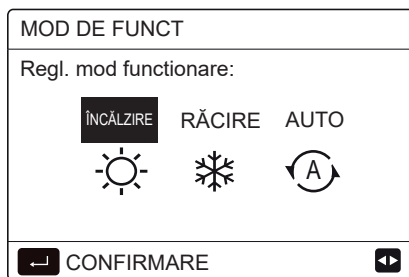 MOD DE FUNCT
Regl. mod functionare:
ÎNCĂLZIRE RĂCIRE AUTO
A
CONFIRMARE